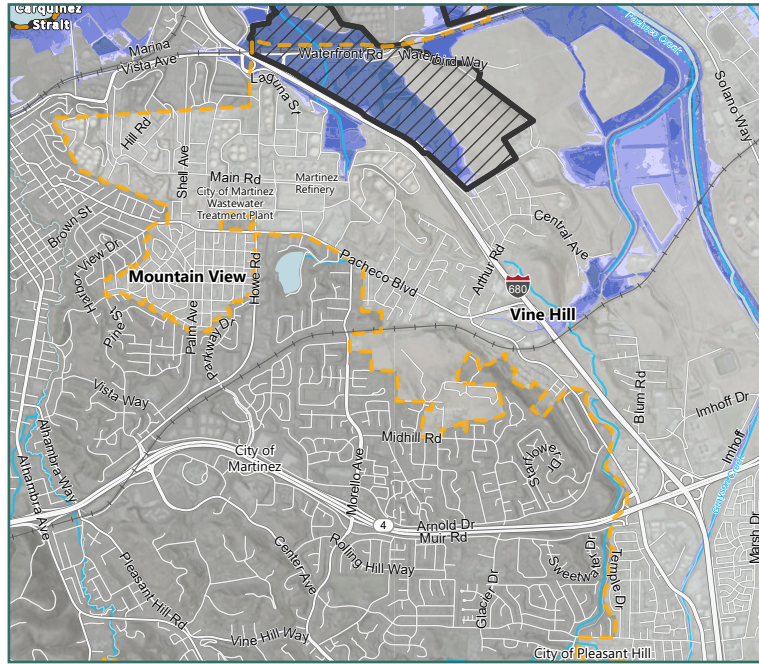 Carquinez
Strait
Marina
Vista Ave
Waterfront Rd
Waterbird Way
Pacheco Creek
Solano Way
Laguna St
Hill Rd
Shell Ave
Main Rd
City of Martinez
Wastewater
Treatment Plant
Martinez
Refinery
Brown St
View Dr
Harbor
Pine St
Mountain View
Howe Rd
Palm Ave
Parkway Dr
Pacheco Blvd
Arthur Rd
Central Ave
680
Vine Hill
Vista Way
Blum Rd
Imhoff Dr
Imhoff
Alhambra Way
Alhambra Ave
City of
Martinez
Midhill Rd
Morello Ave
Starflower Dr
4
Arnold Dr
Muir Rd
Center Ave
Rolling Hill Way
Glacier Dr
Sweetwater Dr
Temple Dr
Marsh Dr
Pleasant Hill Rd
Vine Hill Way
City of Pleasant Hill